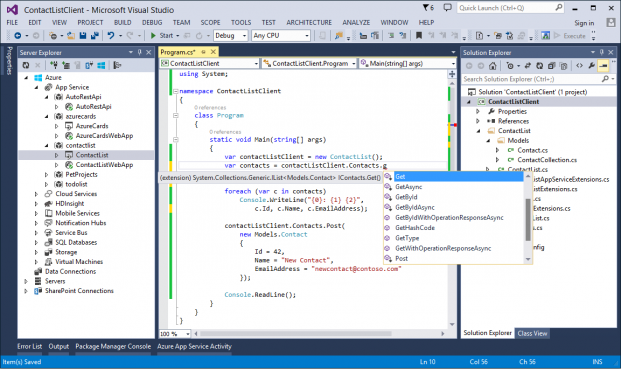 ContactListClient - Microsoft Visual Studio
6
Quick Launch (Ctrl+Q)
FILE EDIT VIEW PROJECT BUILD DEBUG TEAM SCOPE TOOLS TEST ARCHITECTURE ANALYZE WINDOW HELP
Sign in
Start Debug Any CPU
Execute
Properties
Server Explorer
Azure
App Service
AutoRestApi
AutoRestApi
azurecards
AzureCards
AzureCardsWebApp
contactlist
ContactList
ContactListWebApp
PetProjects
todolist
Cloud Services
HDInsight
Mobile Services
Notification Hubs
Service Bus
SQL Databases
Storage
Virtual Machines
Data Connections
Servers
SharePoint Connections
Program.cs*
ContactListClient
ContactListClient.Program
Main(string[] args)
using System;
namespace ContactListClient
{
0 references
class Program
{
0 references
static void Main(string[] args)
{
var contactListClient = new ContactList();
var contacts = contactListClient.Contacts.g
(extension) System.Collections.Generic.IList<Models.Contact> IContacts.Get()
Get
GetAsync
GetById
GetByIdAsync
GetByIdWithOperationResponseAsync
GetHashCode
GetType
GetWithOperationResponseAsync
Post
foreach (var c in contacts)
Console.WriteLine("{0}: {1} {2}",
c.Id, c.Name, c.EmailAddress);
contactListClient.Contacts.Post(
new Models.Contact
{
Id = 42,
Name = "New Contact",
EmailAddress = "newcontact@contoso.com"
});
Console.ReadLine();
}
}
}
100 %
Solution Explorer
Search Solution Explorer (Ctrl+;)
Solution 'ContactListClient' (1 project)
ContactListClient
Properties
References
ContactList
Models
Contact.cs
ContactCollection.cs
ContactList.cs
istAppServiceExtensions.cs
istExtensions.cs
ist.cs
s.cs
Extensions.cs
s.cs
onfig
Solution Explorer Class View
Error List Output Package Manager Console Azure App Service Activity
Item(s) Saved Ln 10 Col 56 Ch 56 INS